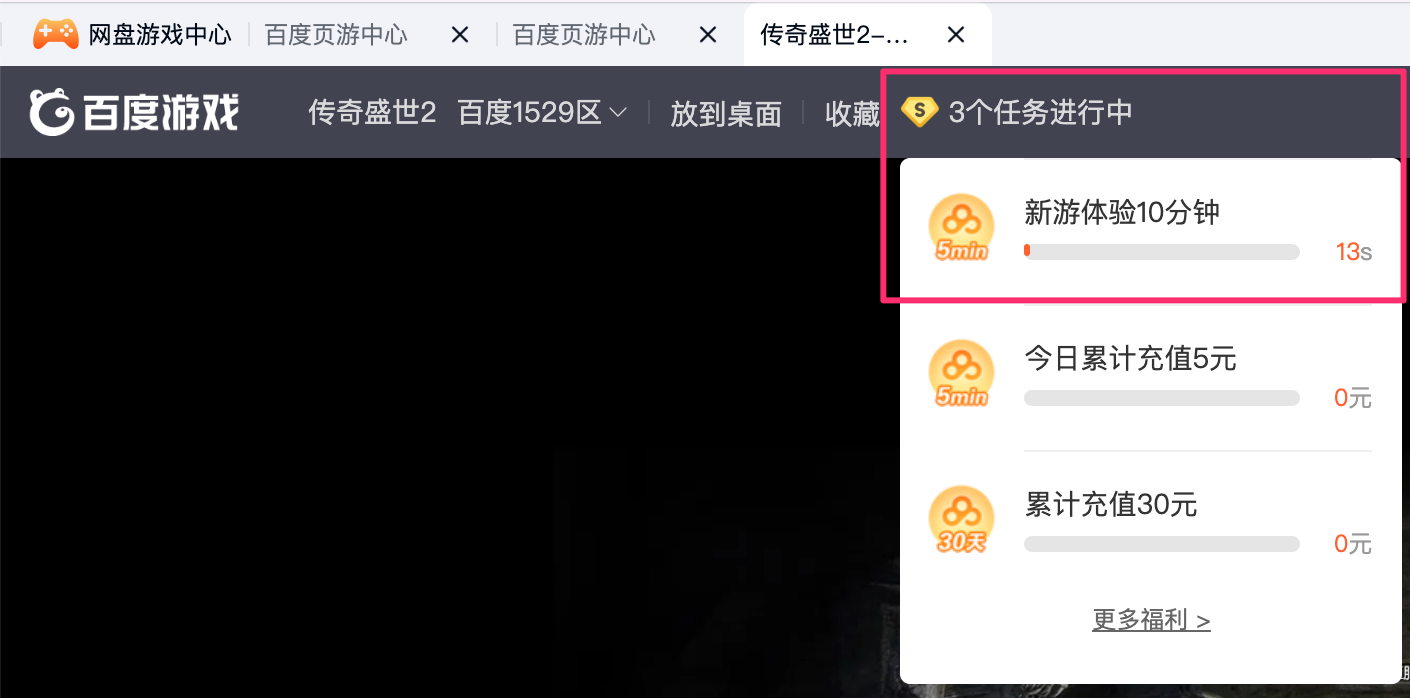 网盘游戏中心 百度页游中心 百度页游中心 传奇盛世2-...
百度游戏 传奇盛世2 百度1529区 放到桌面 收藏 3个任务进行中
新游体验10分钟
5min 13s
今日累计充值5元
5min 0元
累计充值30元
30天 0元
更多福利 >